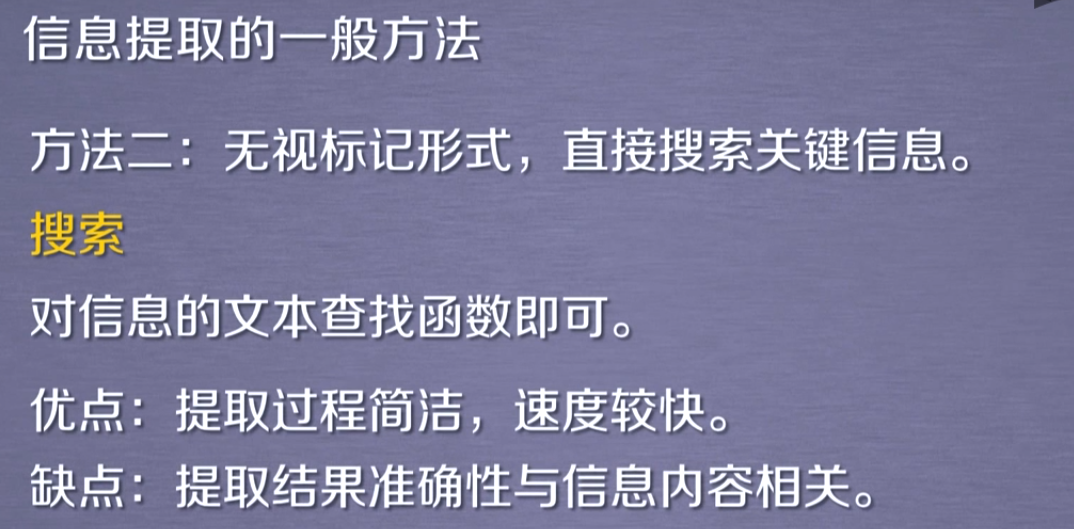 信息提取的一般方法
方法二：无视标记形式，直接搜索关键信息。
搜索
对信息的文本查找函数即可。
优点：提取过程简洁，速度较快。
缺点：提取结果准确性与信息内容相关。